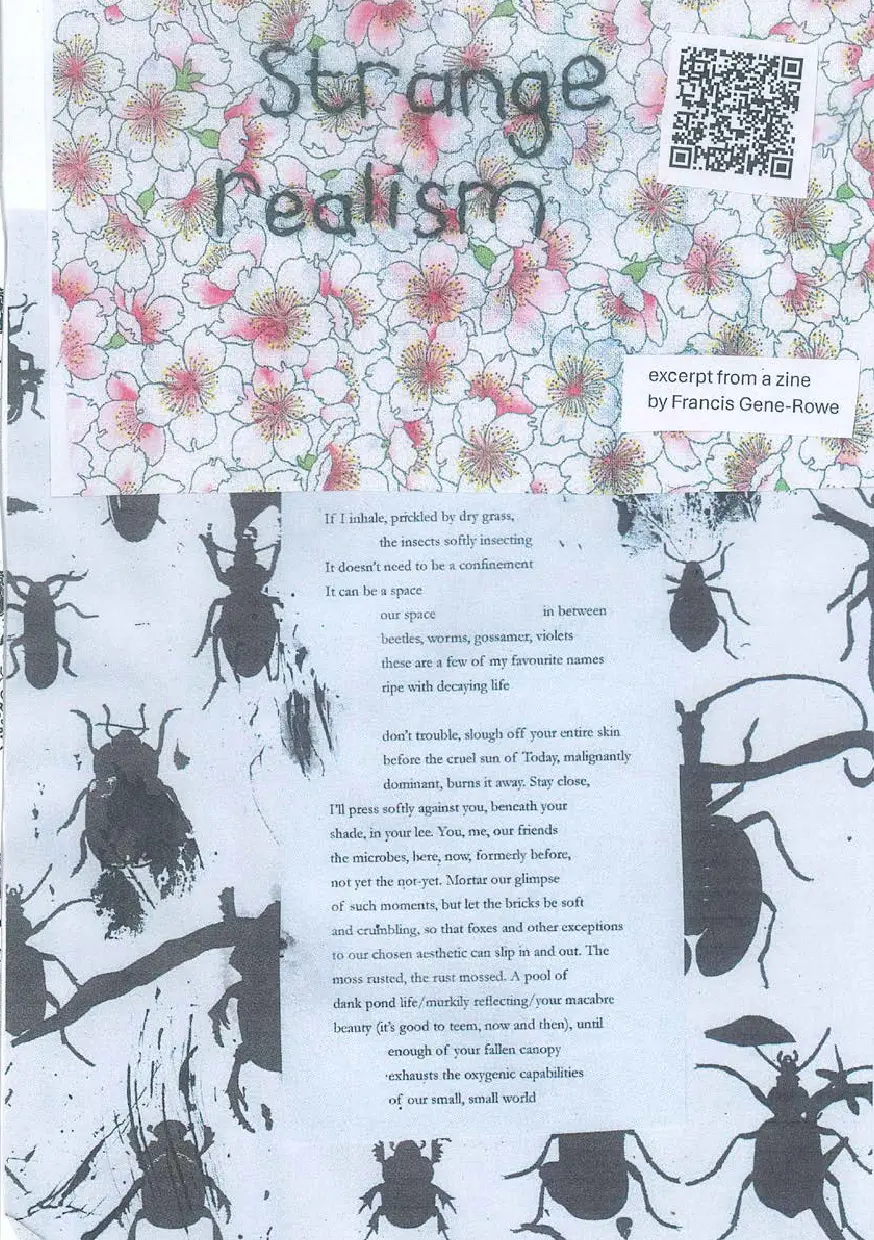 Strange
realism
excerpt from a zine
by Francis Gene-Rowe
If I inhale, prickled by dry grass,
the insects softly insecting
It doesn't need to be a confinement
It can be a space
our space in between
beetles, worms, gossamer, violets
these are a few of my favourite names
ripe with decaying life
don't trouble, slough off your entire skin
before the cruel sun of Today, malignantly
dominant, burns it away. Stay close,
I'll press softly against you, beneath your
shade, in your lee. You, me, our friends
the microbes, here, now, formerly before,
not yet the not-yet. Mortar our glimpse
of such moments, but let the bricks be soft
and crumbling, so that foxes and other exceptions
to our chosen aesthetic can slip in and out. The
moss rusted, the rust mossed. A pool of
dank pond life/murkily reflecting/your macabre
beauty (it's good to teem, now and then), until
enough of your fallen canopy
exhausts the oxygenic capabilities
of our small, small world